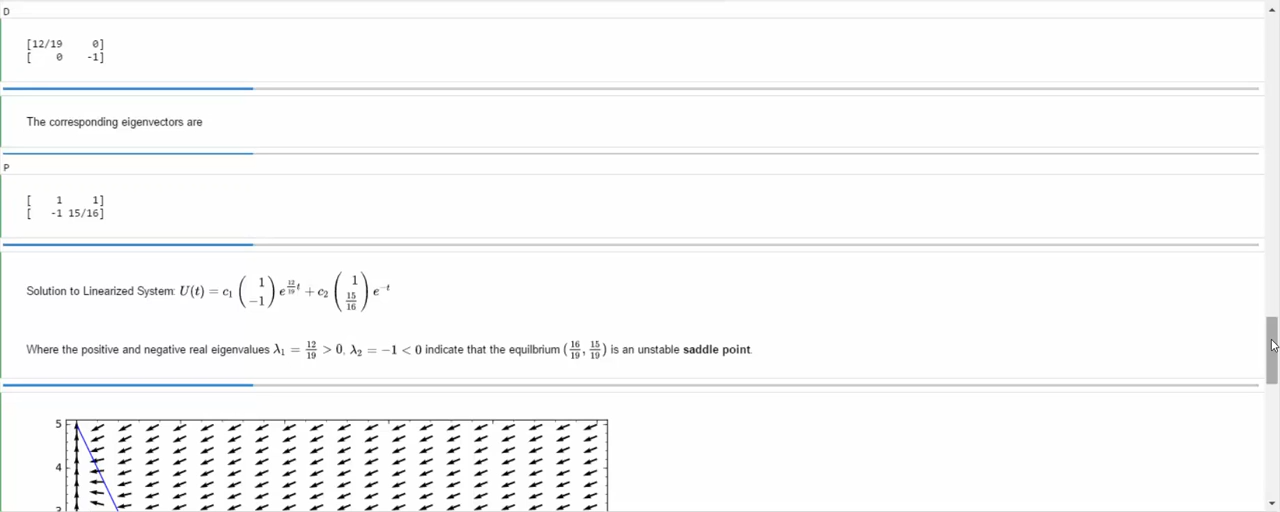 D
[12/19 0]
[ 0 -1]
The corresponding eigenvectors are
P
[ 1 1]
[ -1 15/16]
Solution to Linearized System: U(t) = c₁ (1 −1) e^{12/19 t} + c₂ (1 15/16) e^{−t}
Where the positive and negative real eigenvalues λ₁ = 12/19 > 0, λ₂ = −1 < 0 indicate that the equilbrium (16/19, 15/19) is an unstable saddle point.
5
4
3